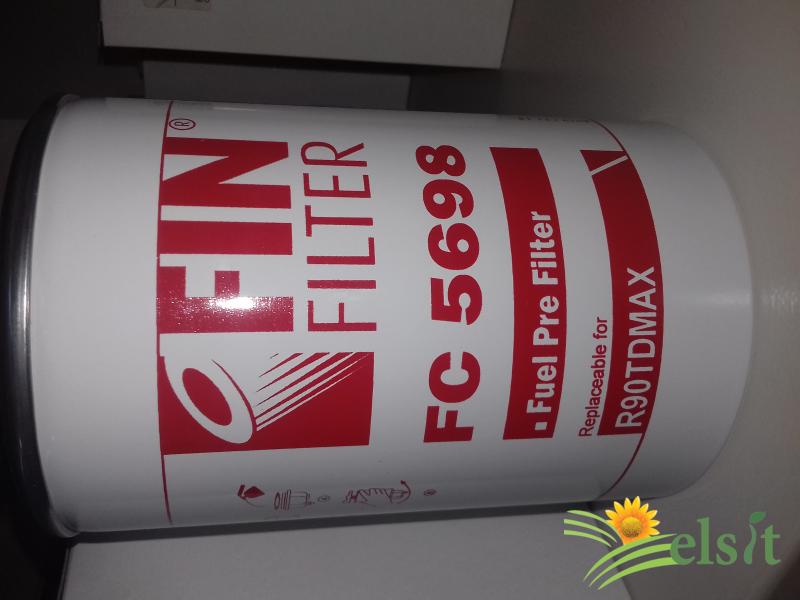 FIN®
FILTER
FC 5698
Fuel Pre Filter
Replaceable for
R90TDMAX
elsit